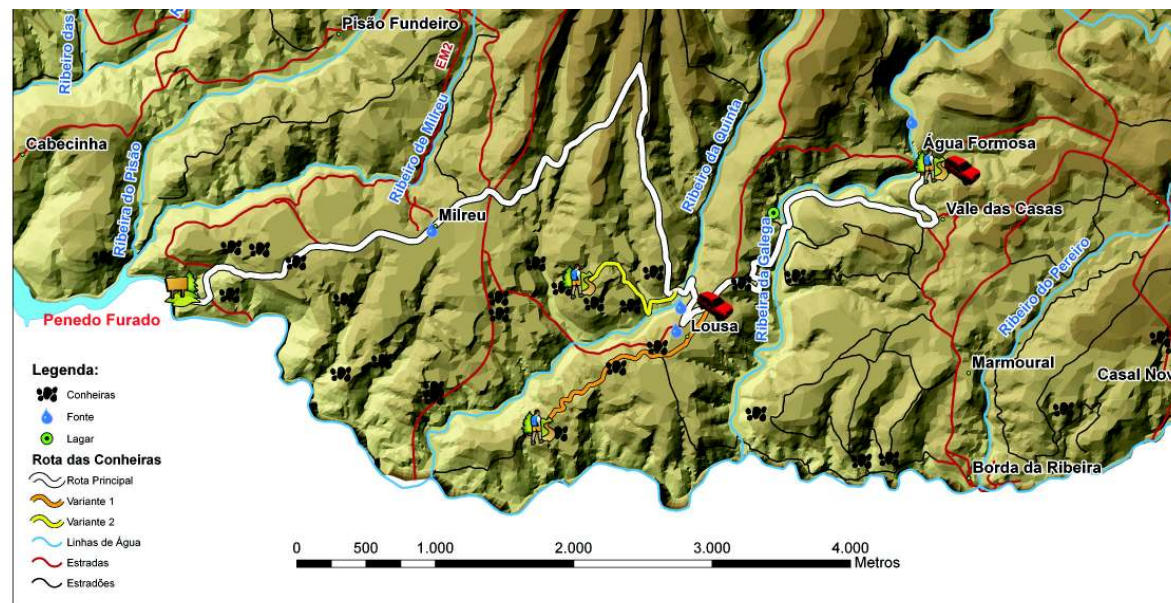 Ribeiro das
Pisão Fundeiro
EM2
Cabecinha
Ribeira do Pisão
Ribeiro de Milreu
Ribeiro da Quinta
Água Formosa
Milreu
Vale das Casas
Ribeira da Galega
Ribeiro do Pereiro
Penedo Furado
Lousa
Marmoural
Casal Nov
Borda da Ribeira
Legenda:
Conheiras
Fonte
Lagar
Rota das Conheiras
Rota Principal
Variante 1
Variante 2
Linhas de Água
Estradas
Estradões
0 500 1.000 2.000 3.000 4.000
Metros